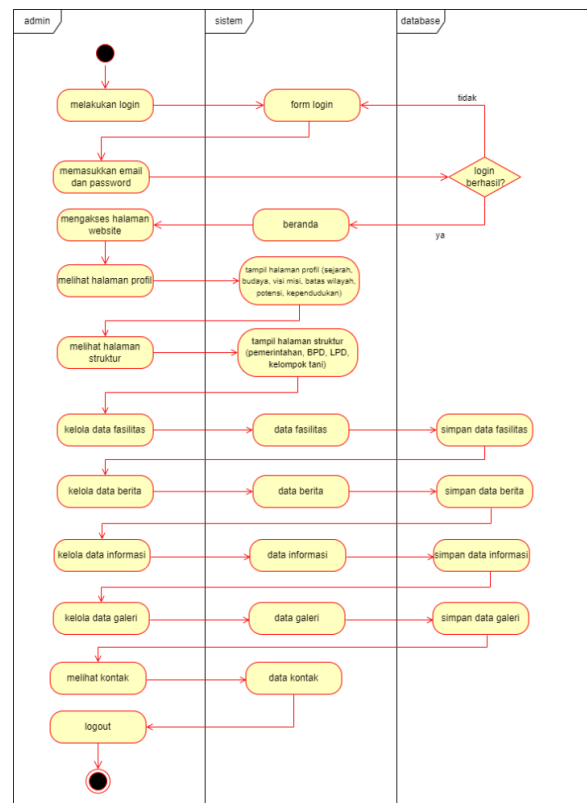 admin
sistem
database
melakukan login
form login
tidak
memasukkan email
dan password
login
berhasil?
mengakses halaman
website
beranda
ya
melihat halaman profil
tampil halaman profil (sejarah,
budaya, visi misi, batas wilayah,
potensi, kependudukan)
melihat halaman
struktur
tampil halaman struktur
(pemerintahan, BPD, LPD,
kelompok tani)
kelola data fasilitas
data fasilitas
simpan data fasilitas
kelola data berita
data berita
simpan data berita
kelola data informasi
data informasi
simpan data informasi
kelola data galeri
data galeri
simpan data galeri
melihat kontak
data kontak
logout